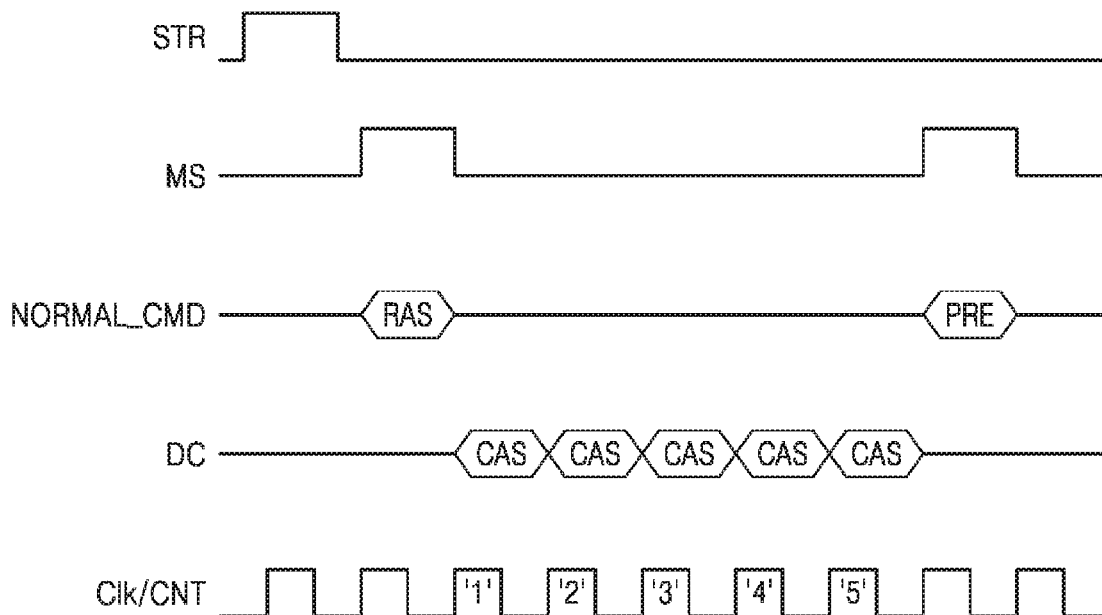 STR
MS
NORMAL_CMD RAS PRE
DC CAS CAS CAS CAS CAS
Clk/CNT '1' '2' '3' '4' '5'